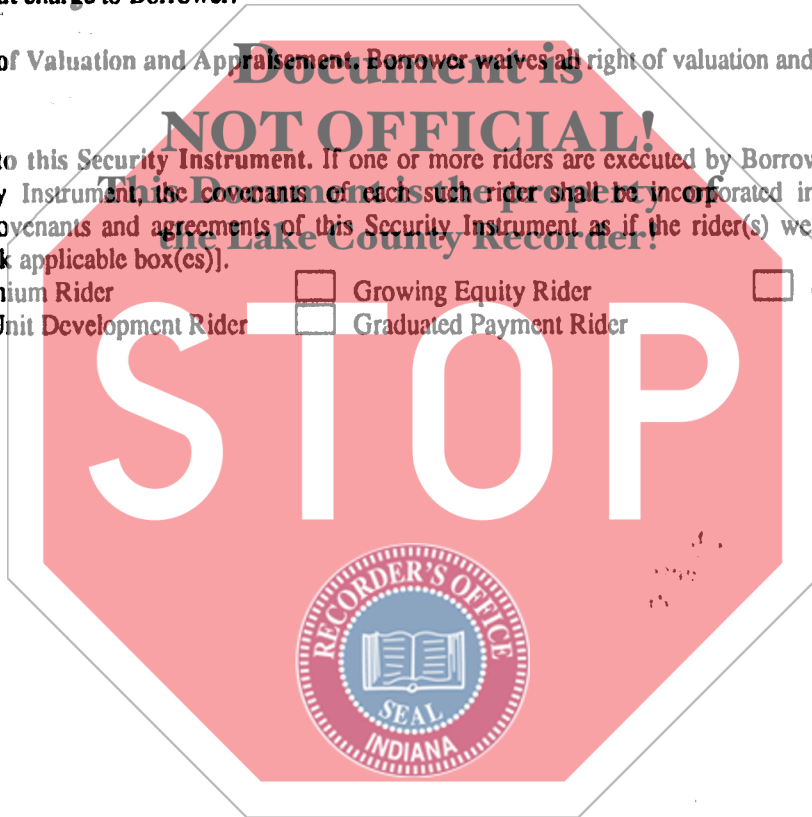 charge to Borrower.
of Valuation and Appraisement. Borrower waives all right of valuation and
Document is
NOT OFFICIAL!
to this Security Instrument. If one or more riders are executed by Borrow
y Instrument, the covenants of each such rider shall be incorporated in
This Document is the property of
ovenants and agreements of this Security Instrument as if the rider(s) we
the Lake County Recorder!
k applicable box(es)].
nium Rider Growing Equity Rider
Unit Development Rider Graduated Payment Rider
STOP
RECORDER'S OFFICE
SEAL
INDIANA